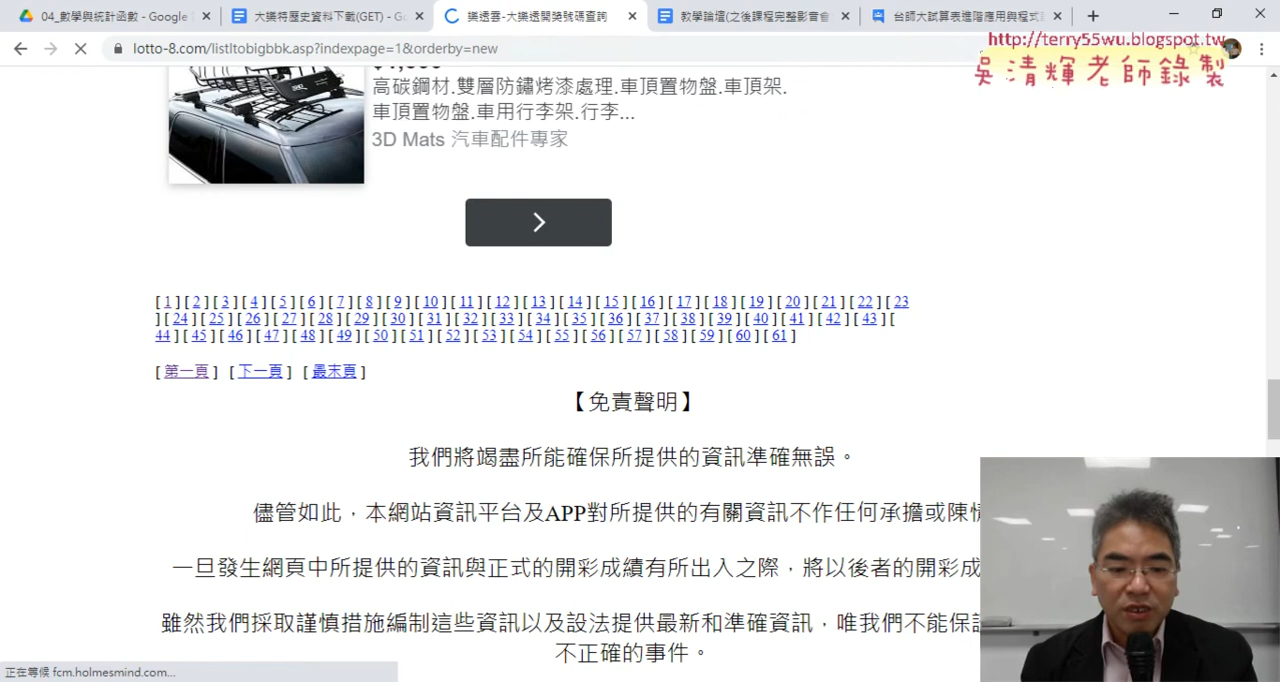 04_數學與統計函數 - Google
大樂特歷史資料下載(GET) - Go
樂透雲-大樂透開獎號碼查詢
教學論壇(之後課程完整影音會
台師大試算表進階應用與程式設
lotto-8.com/listltobigbbk.asp?indexpage=1&orderby=new
http://terry55wu.blogspot.tw
吳清輝老師錄製
高碳鋼材.雙層防鏽烤漆處理.車頂置物盤.車頂架.
車頂置物盤.車用行李架.行李...
3D Mats 汽車配件專家
[ 1 ] [ 2 ] [ 3 ] [ 4 ] [ 5 ] [ 6 ] [ 7 ] [ 8 ] [ 9 ] [ 10 ] [ 11 ] [ 12 ] [ 13 ] [ 14 ] [ 15 ] [ 16 ] [ 17 ] [ 18 ] [ 19 ] [ 20 ] [ 21 ] [ 22 ] [ 23
] [ 24 ] [ 25 ] [ 26 ] [ 27 ] [ 28 ] [ 29 ] [ 30 ] [ 31 ] [ 32 ] [ 33 ] [ 34 ] [ 35 ] [ 36 ] [ 37 ] [ 38 ] [ 39 ] [ 40 ] [ 41 ] [ 42 ] [ 43 ] [
44 ] [ 45 ] [ 46 ] [ 47 ] [ 48 ] [ 49 ] [ 50 ] [ 51 ] [ 52 ] [ 53 ] [ 54 ] [ 55 ] [ 56 ] [ 57 ] [ 58 ] [ 59 ] [ 60 ] [ 61 ]
[ 第一頁 ] [ 下一頁 ] [ 最末頁 ]
【免責聲明】
我們將竭盡所能確保所提供的資訊準確無誤。
儘管如此，本網站資訊平台及APP對所提供的有關資訊不作任何承擔或陳
一旦發生網頁中所提供的資訊與正式的開彩成績有所出入之際，將以後者的開彩成
雖然我們採取謹慎措施編制這些資訊以及設法提供最新和準確資訊，唯我們不能保
不正確的事件。
正在等候 fcm.holmesmind.com...